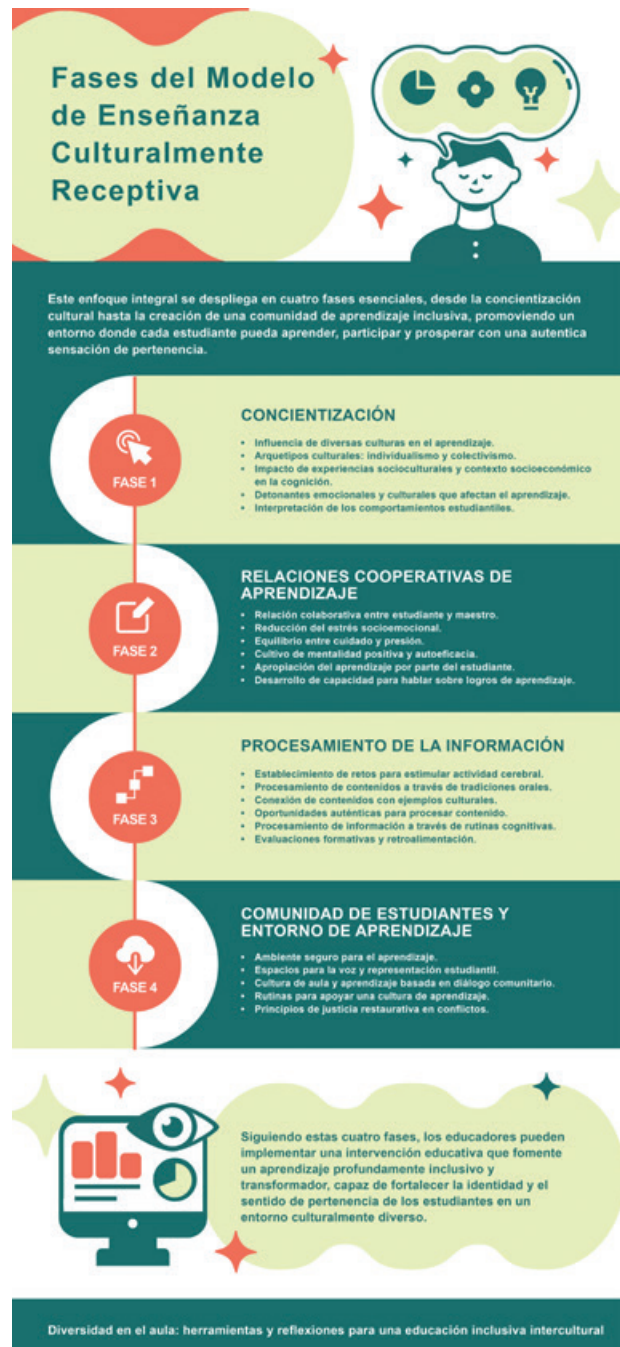 Fases del Modelo
de Enseñanza
Culturalmente
Receptiva
Este enfoque integral se despliega en cuatro fases esenciales, desde la concientización
cultural hasta la creación de una comunidad de aprendizaje inclusiva, promoviendo un
entorno donde cada estudiante pueda aprender, participar y prosperar con una autentica
sensación de pertenencia.
FASE 1
CONCIENTIZACIÓN
• Influencia de diversas culturas en el aprendizaje.
• Arquetipos culturales: individualismo y colectivismo.
• Impacto de experiencias socioculturales y contexto socioeconómico
en la cognición.
• Detonantes emocionales y culturales que afectan el aprendizaje.
• Interpretación de los comportamientos estudiantiles.
FASE 2
RELACIONES COOPERATIVAS DE
APRENDIZAJE
• Relación colaborativa entre estudiante y maestro.
• Reducción del estrés socioemocional.
• Equilibrio entre cuidado y presión.
• Cultivo de mentalidad positiva y autoeficacia.
• Apropiación del aprendizaje por parte del estudiante.
• Desarrollo de capacidad para hablar sobre logros de aprendizaje.
FASE 3
PROCESAMIENTO DE LA INFORMACIÓN
• Establecimiento de retos para estimular actividad cerebral.
• Procesamiento de contenidos a través de tradiciones orales.
• Conexión de contenidos con ejemplos culturales.
• Oportunidades auténticas para procesar contenido.
• Procesamiento de información a través de rutinas cognitivas.
• Evaluaciones formativas y retroalimentación.
FASE 4
COMUNIDAD DE ESTUDIANTES Y
ENTORNO DE APRENDIZAJE
• Ambiente seguro para el aprendizaje.
• Espacios para la voz y representación estudiantil.
• Cultura de aula y aprendizaje basada en diálogo comunitario.
• Rutinas para apoyar una cultura de aprendizaje.
• Principios de justicia restaurativa en conflictos.
Siguiendo estas cuatro fases, los educadores pueden
implementar una intervención educativa que fomente
un aprendizaje profundamente inclusivo y
transformador, capaz de fortalecer la identidad y el
sentido de pertenencia de los estudiantes en un
entorno culturalmente diverso.
Diversidad en el aula: herramientas y reflexiones para una educación inclusiva intercultural